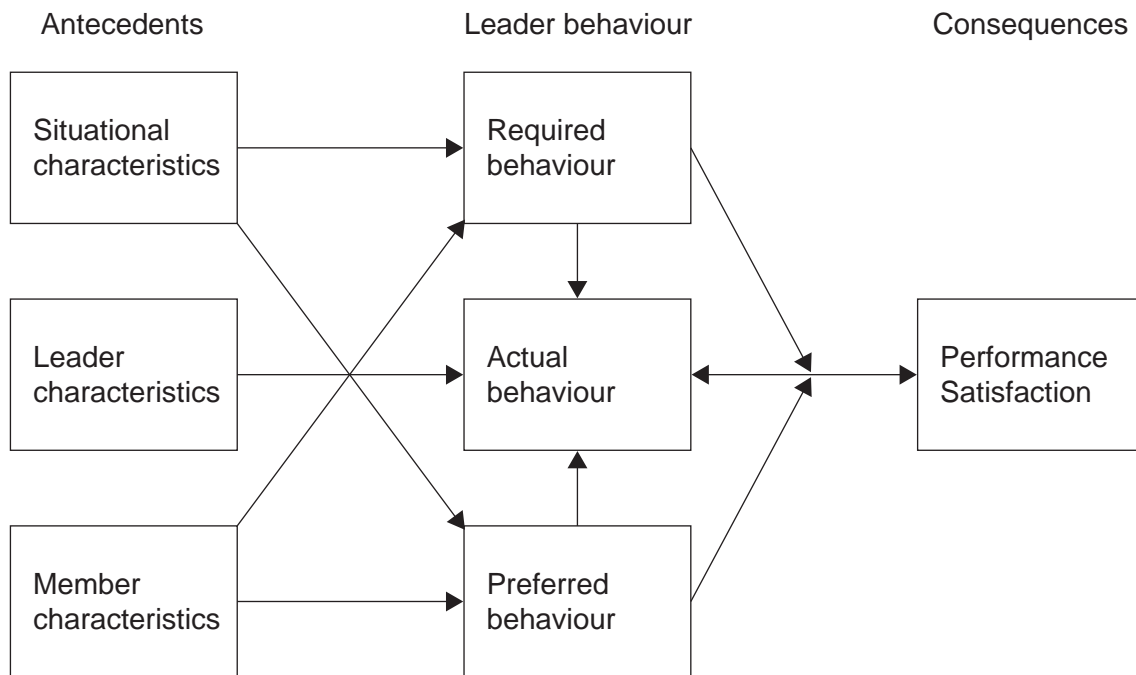 Antecedents
Leader behaviour
Consequences
Situational
characteristics
Required
behaviour
Leader
characteristics
Actual
behaviour
Performance
Satisfaction
Member
characteristics
Preferred
behaviour